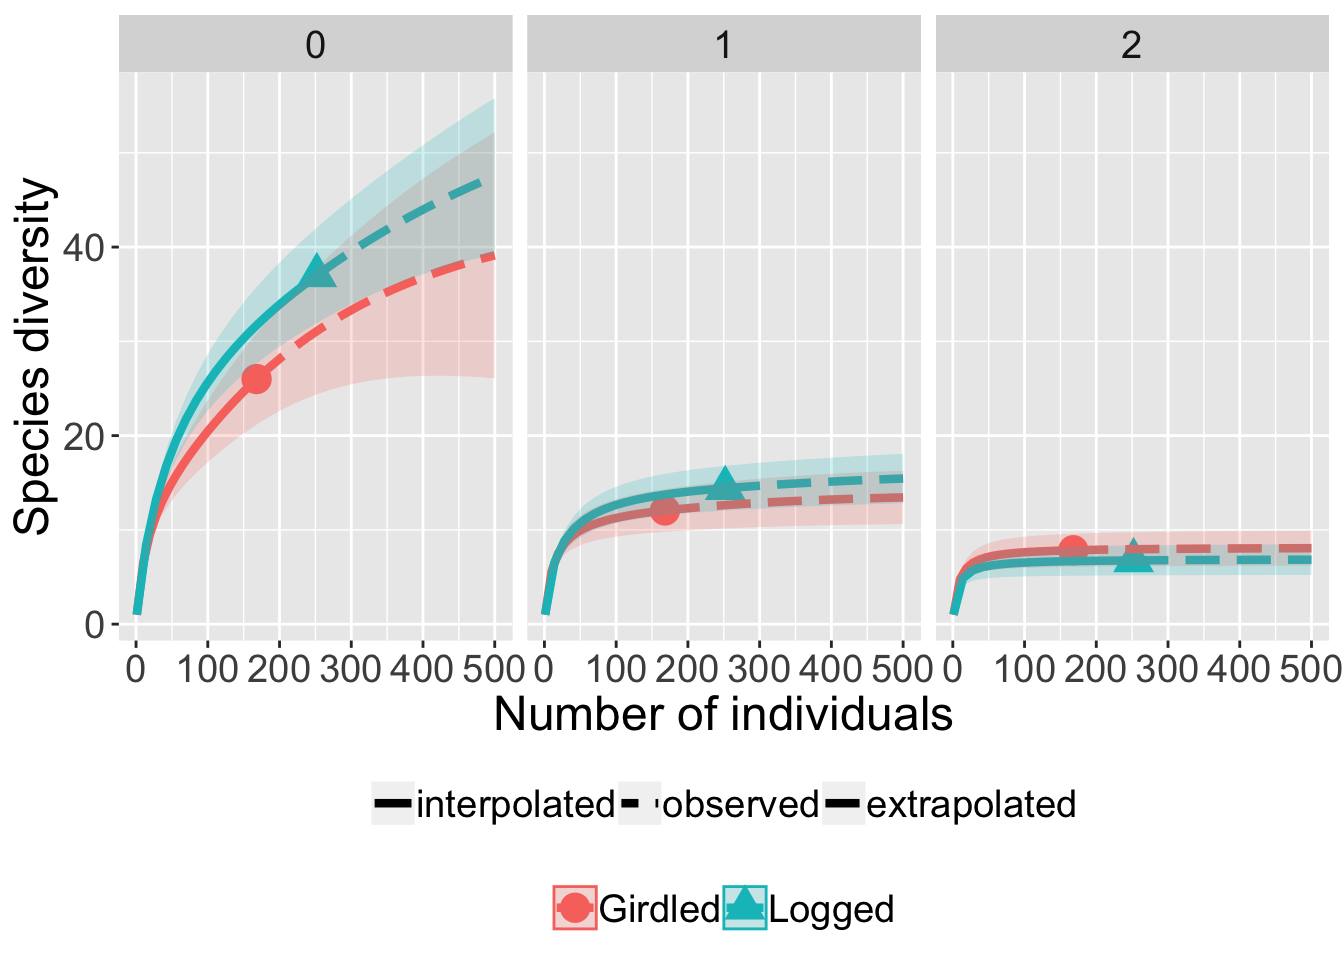 0 1 2
Species diversity
40
20
0
0 100 200 300 400 500 0 100 200 300 400 500 0 100 200 300 400 500
Number of individuals
interpolated observed extrapolated
Girdled Logged